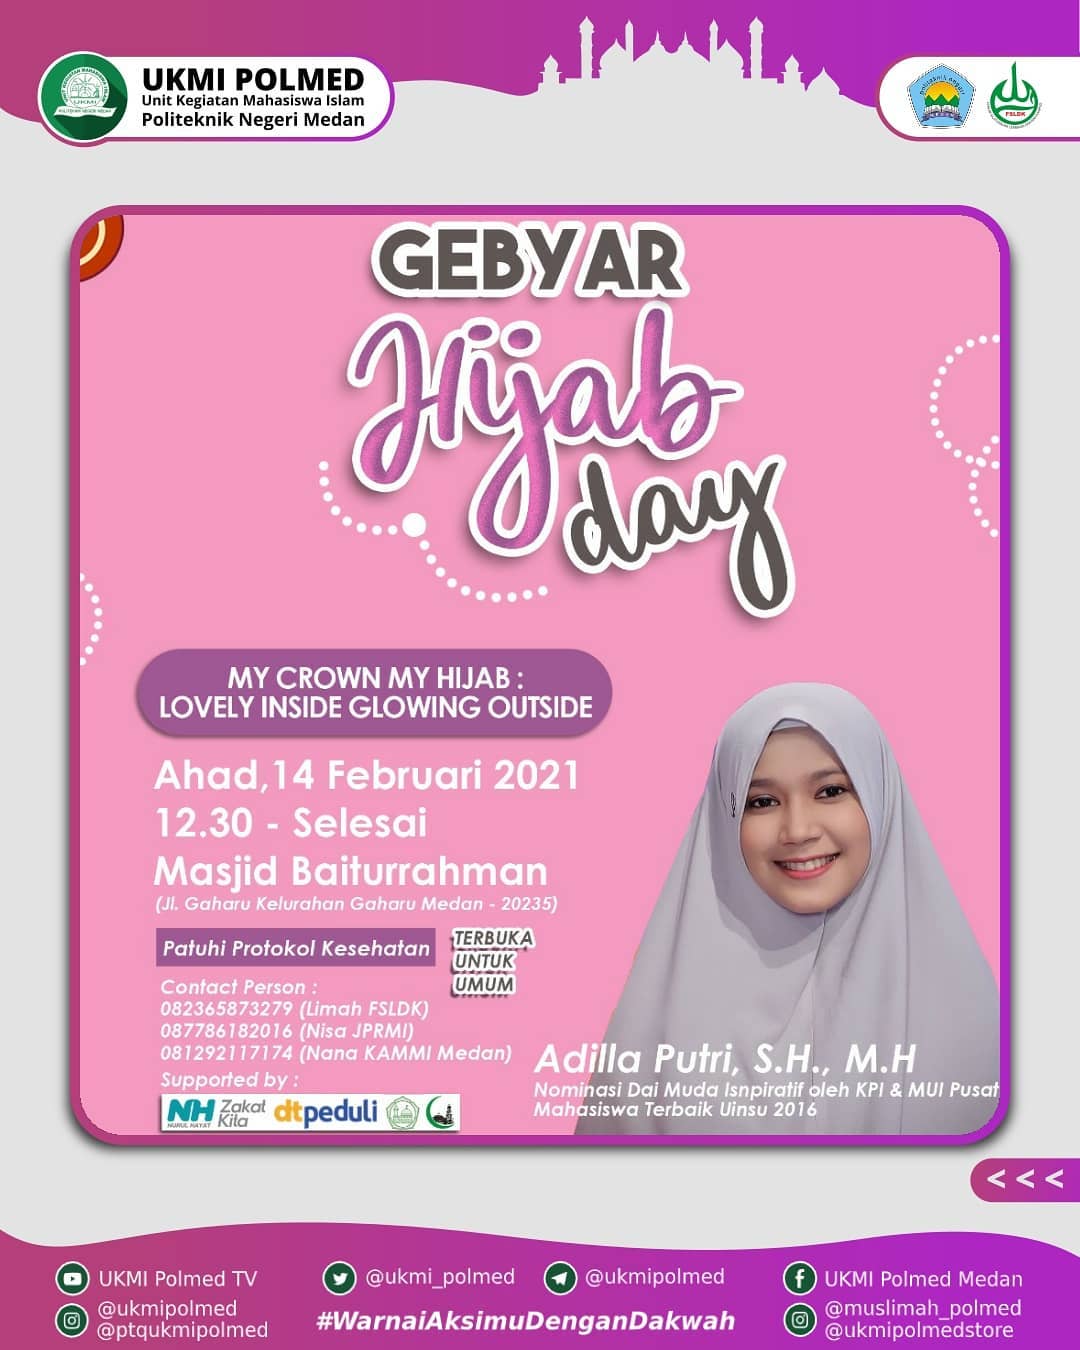 UKMI POLMED
Unit Kegiatan Mahasiswa Islam
Politeknik Negeri Medan
UKMI
FSLDK
GEBYAR
Hijab
day
MY CROWN MY HIJAB :
LOVELY INSIDE GLOWING OUTSIDE
Ahad,14 Februari 2021
12.30 - Selesai
Masjid Baiturrahman
(Jl. Gaharu Kelurahan Gaharu Medan - 20235)
Patuhi Protokol Kesehatan
TERBUKA
UNTUK
UMUM
Contact Person :
082365873279 (Limah FSLDK)
087786182016 (Nisa JPRMI)
081292117174 (Nana KAMMI Medan)
Supported by :
NH Zakat Kita
NURUL HAYAT
dtpeduli
Adilla Putri, S.H., M.H
Nominasi Dai Muda Isnpiratif oleh KPI & MUI Pusat
Mahasiswa Terbaik Uinsu 2016
<<<
UKMI Polmed TV
@ukmi_polmed
@ukmipolmed
UKMI Polmed Medan
@ukmipolmed
@ptqukmipolmed
#WarnaiAksimuDenganDakwah
@muslimah_polmed
@ukmipolmedstore